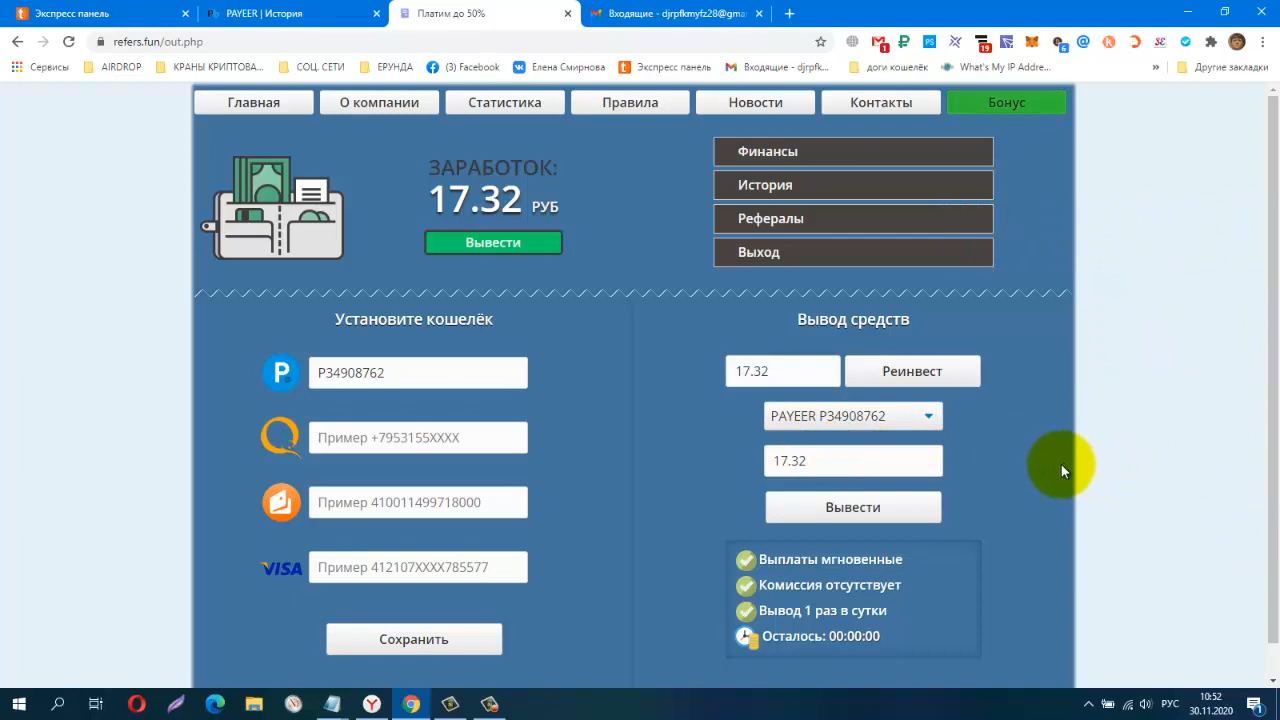 Экспресс панель
PAYEER | История
Платим до 50%
Входящие - djrpfkmyfz28@gma
refers.fun/out.php
1
19
6
Сервисы
AIRDROP
КРАНЫ КРИПТОВА...
СОЦ. СЕТИ
ЕРУНДА
(3) Facebook
Елена Смирнова
Экспресс панель
Входящие - djrpfk...
доги кошелёк
What's My IP Addre...
»
Другие закладки
Главная
О компании
Статистика
Правила
Новости
Контакты
Бонус
ЗАРАБОТОК:
17.32 РУБ
Вывести
Финансы
История
Рефералы
Выход
Установите кошелёк
P
P34908762
Пример +7953155XXXX
Пример 410011499718000
VISA
Пример 412107XXXX785577
Сохранить
Вывод средств
17.32
Реинвест
PAYEER P34908762
17.32
Вывести
Выплаты мгновенные
Комиссия отсутствует
Вывод 1 раз в сутки
Осталось: 00:00:00
РУС
10:52
30.11.2020
1